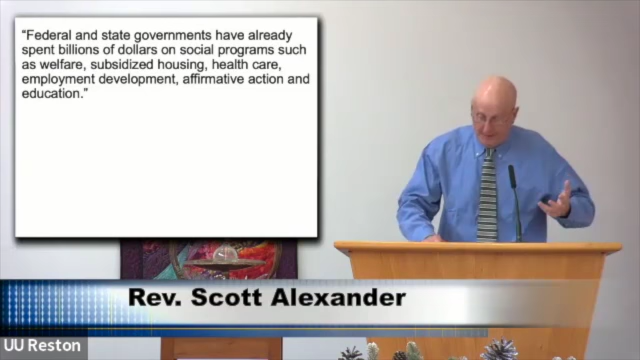 “Federal and state governments have already
spent billions of dollars on social programs such
as welfare, subsidized housing, health care,
employment development, affirmative action and
education.”
Rev. Scott Alexander
UU Reston